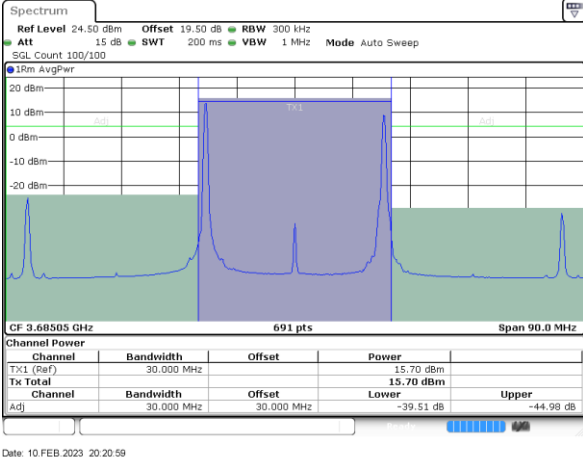 Spectrum
Ref Level 24.50 dBm Offset 19.50 dB RBW 300 kHz
Att 15 dB SWT 200 ms VBW 1 MHz Mode Auto Sweep
SGL Count 100/100
1Rm AvgPwr
20 dBm
TX1
10 dBm
Adj Adj
0 dBm
-10 dBm
-20 dBm
CF 3.68505 GHz 691 pts Span 90.0 MHz
Channel Power
Channel Bandwidth Offset Power
TX1 (Ref) 30.000 MHz 15.70 dBm
Tx Total 15.70 dBm
Channel Bandwidth Offset Lower Upper
Adj 30.000 MHz 30.000 MHz -39.51 dB -44.98 dB
Ready
Date: 10.FEB.2023 20:20:59